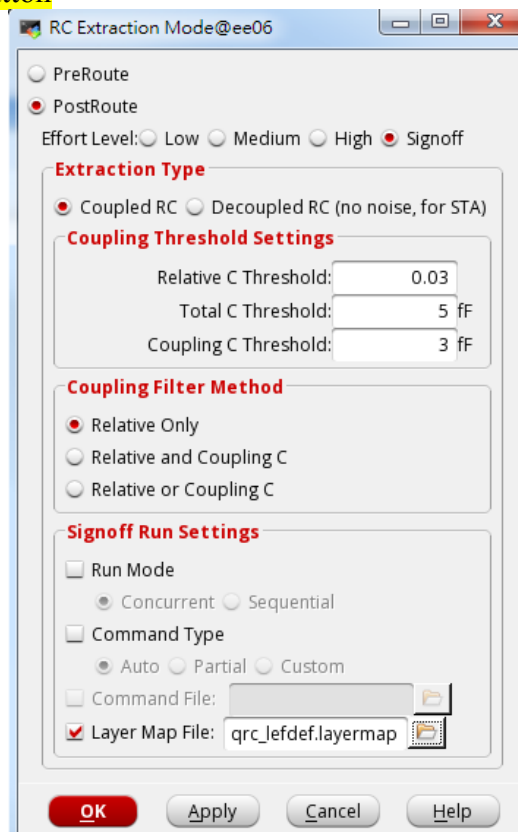 RC Extraction Mode@ee06
PreRoute
PostRoute
Effort Level: Low Medium High Signoff
Extraction Type
Coupled RC Decoupled RC (no noise, for STA)
Coupling Threshold Settings
Relative C Threshold: 0.03
Total C Threshold: 5 fF
Coupling C Threshold: 3 fF
Coupling Filter Method
Relative Only
Relative and Coupling C
Relative or Coupling C
Signoff Run Settings
Run Mode
Concurrent Sequential
Command Type
Auto Partial Custom
Command File:
Layer Map File: qrc_lefdef.layermap
OK Apply Cancel Help